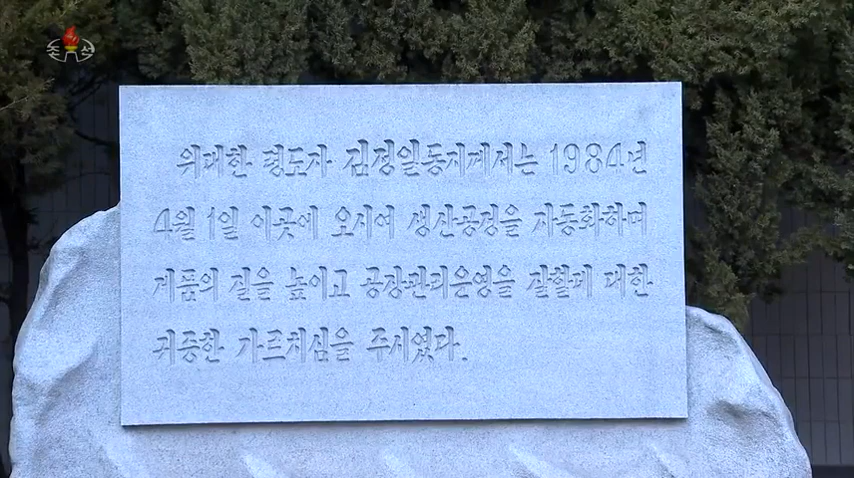 조선
위대한 령도자 김정일동지께서는 1984년
4월 1일 이곳에 오시여 생산공정을 자동화하며
제품의 질을 높이고 공장관리운영을 잘할데 대한
귀중한 가르치심을 주시였다.